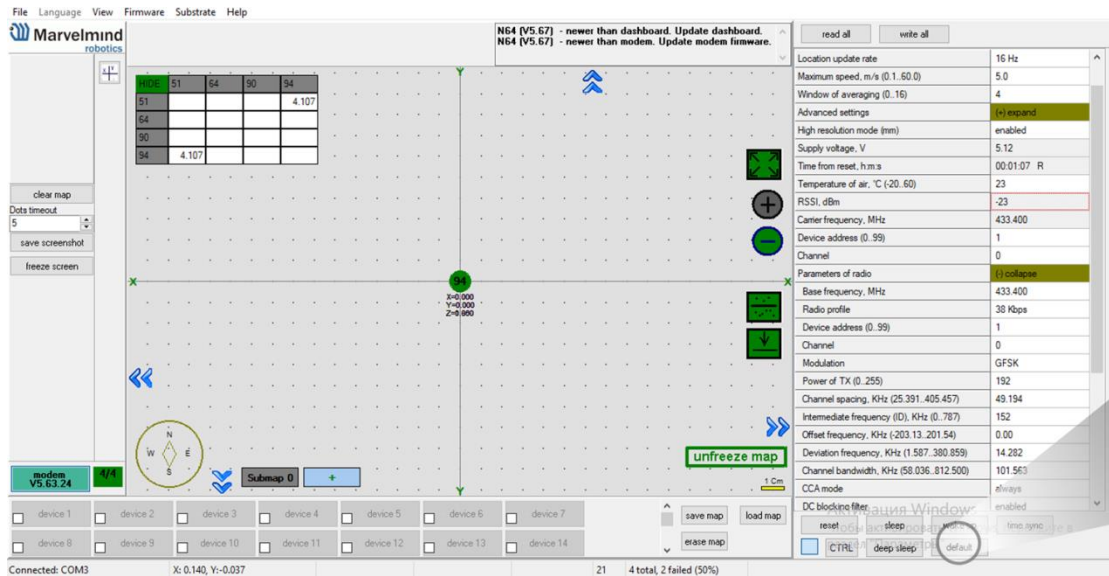 File Language View Firmware Substrate Help
Marvelmind
robotics
N64 (V5.67) - newer than dashboard. Update dashboard.
N64 (V5.67) - newer than modem. Update modem firmware.
read all write all
HIDE 51 64 90 94
51 4.107
64
90
94 4.107
clear map
Dots timeout
5
save screenshot
freeze screen
Y
X X
94
X=0.000
Y=0.000
N
W E
S
modem
V5.63.24
4/4
Submap 0 +
unfreeze map
1 Cm
Y
Location update rate 16 Hz
Maximum speed, m/s (0.1..60.0) 5.0
Window of averaging (0..16) 4
Advanced settings (+) expand
High resolution mode (mm) enabled
Supply voltage, V 5.12
Time from reset, h:m:s 00:01:07 R
Temperature of air, °C (-20..60) 23
RSSI, dBm -23
Carrier frequency, MHz 433.400
Device address (0..99) 1
Channel 0
Parameters of radio (-) collapse
Base frequency, MHz 433.400
Radio profile 38 Kbps
Device address (0..99) 1
Channel 0
Modulation GFSK
Power of TX (0..255) 192
Channel spacing, KHz (25.391..405.457) 49.194
Intermediate frequency (ID), KHz (0..787) 152
Offset frequency, KHz (-203.13..201.54) 0.00
Deviation frequency, KHz (1.587..380.859) 14.282
Channel bandwidth, KHz (58.036..812.500) 101.563
CCA mode always
DC blocking filter enabled
Активация Windows
reset sleep time sync
CTRL deep sleep default
device 1 device 2 device 3 device 4 device 5 device 6 device 7
device 8 device 9 device 10 device 11 device 12 device 13 device 14
save map load map
erase map
Connected: COM3 X: 0.140, Y:-0.037 21 4 total, 2 failed (50%)